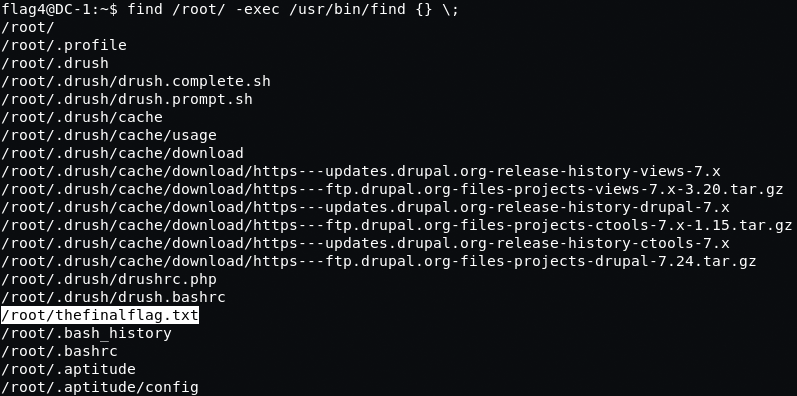 flag4@DC-1:~$ find /root/ -exec /usr/bin/find {} \;
/root/
/root/.profile
/root/.drush
/root/.drush/drush.complete.sh
/root/.drush/drush.prompt.sh
/root/.drush/cache
/root/.drush/cache/usage
/root/.drush/cache/download
/root/.drush/cache/download/https---updates.drupal.org-release-history-views-7.x
/root/.drush/cache/download/https---ftp.drupal.org-files-projects-views-7.x-3.20.tar.gz
/root/.drush/cache/download/https---updates.drupal.org-release-history-drupal-7.x
/root/.drush/cache/download/https---ftp.drupal.org-files-projects-ctools-7.x-1.15.tar.gz
/root/.drush/cache/download/https---updates.drupal.org-release-history-ctools-7.x
/root/.drush/cache/download/https---ftp.drupal.org-files-projects-drupal-7.24.tar.gz
/root/.drush/drushrc.php
/root/.drush/drush.bashrc
/root/thefinalflag.txt
/root/.bash_history
/root/.bashrc
/root/.aptitude
/root/.aptitude/config